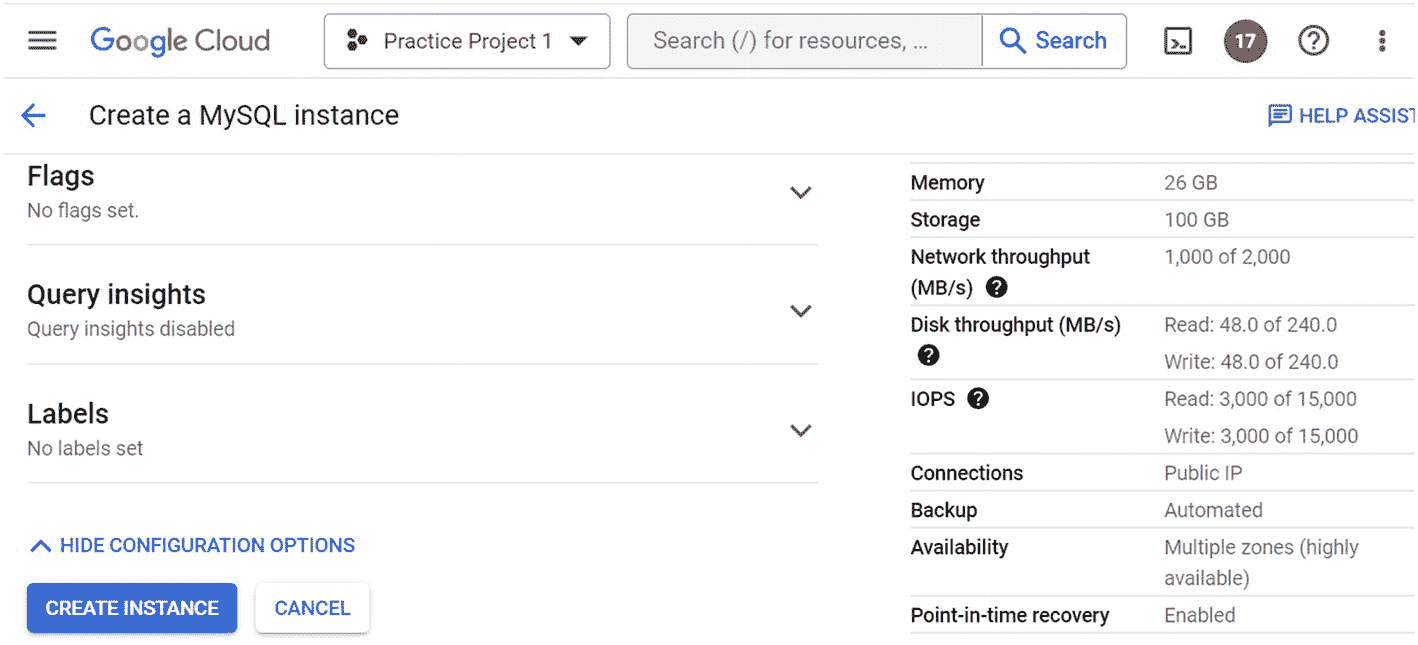 Google Cloud
Practice Project 1
Search (/) for resources, ...
Search
17
Create a MySQL instance
HELP ASSIST
Flags
No flags set.
Query insights
Query insights disabled
Labels
No labels set
HIDE CONFIGURATION OPTIONS
CREATE INSTANCE
CANCEL
Memory 26 GB
Storage 100 GB
Network throughput 1,000 of 2,000
(MB/s) ?
Disk throughput (MB/s) Read: 48.0 of 240.0
? Write: 48.0 of 240.0
IOPS ? Read: 3,000 of 15,000
Write: 3,000 of 15,000
Connections Public IP
Backup Automated
Availability Multiple zones (highly
available)
Point-in-time recovery Enabled